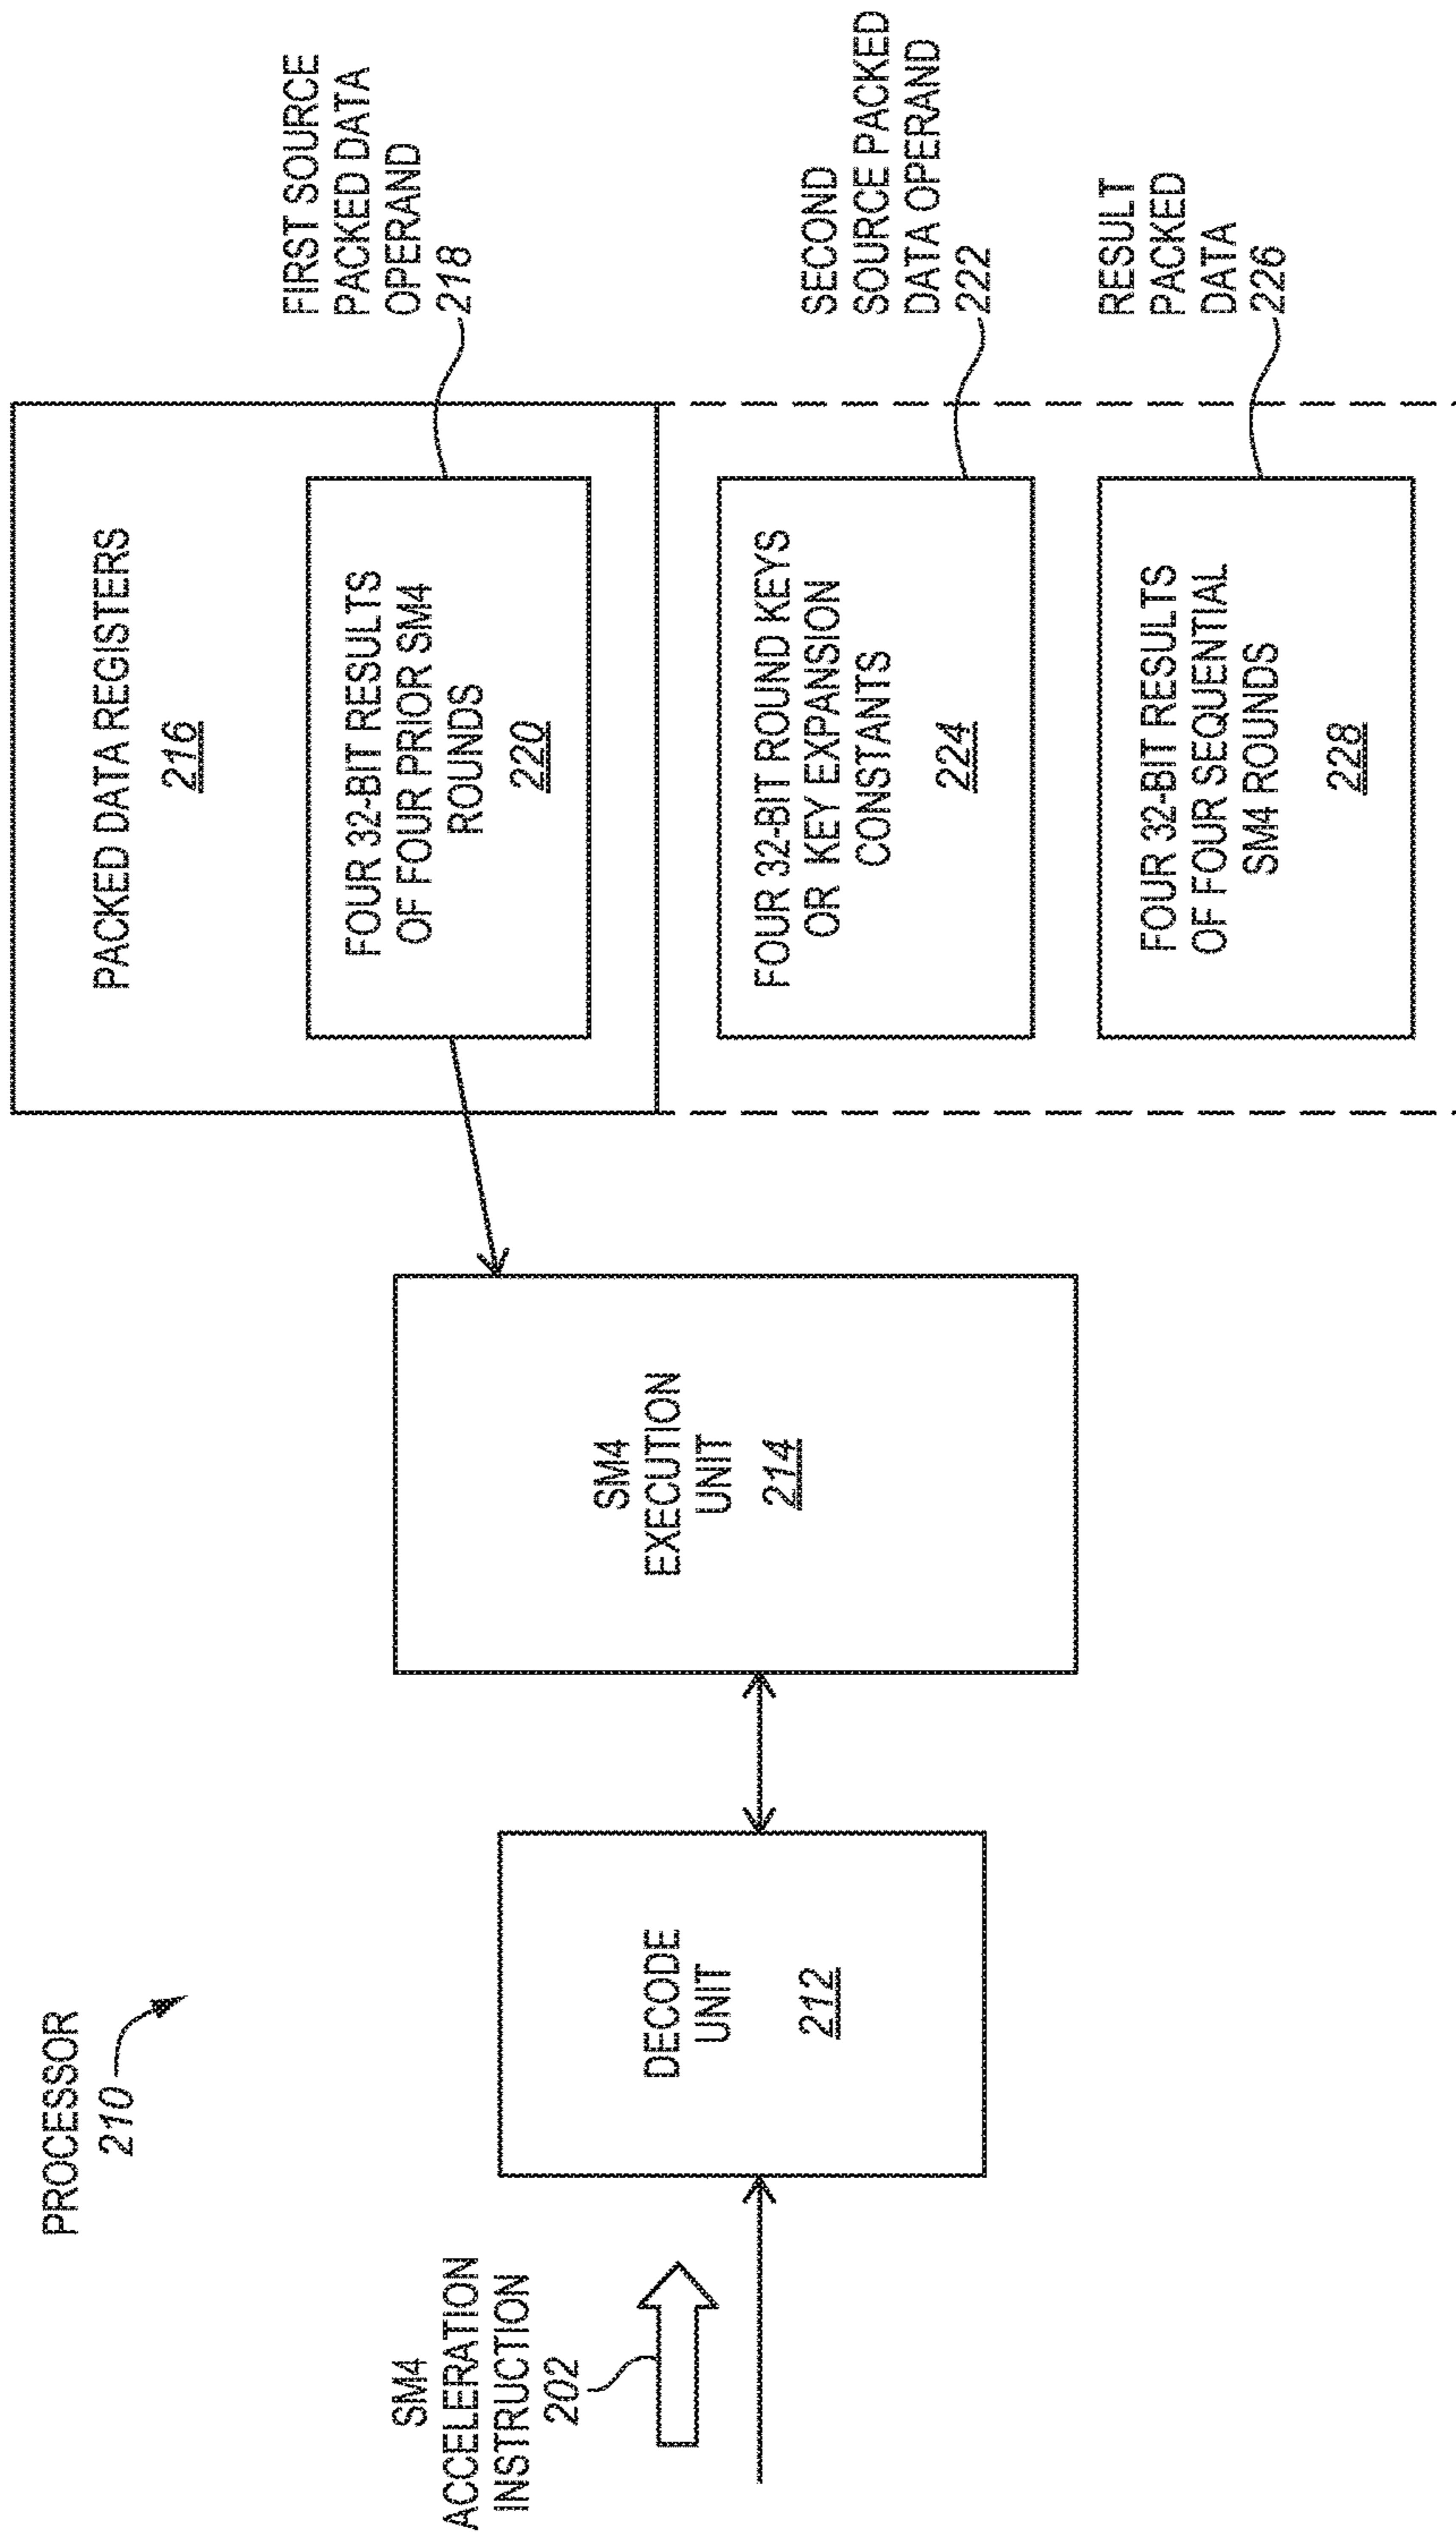 PROCESSOR
210
SM4
ACCELERATION
INSTRUCTION
202
DECODE
UNIT
212
SM4
EXECUTION
UNIT
214
PACKED DATA REGISTERS
216
FOUR 32-BIT RESULTS
OF FOUR PRIOR SM4
ROUNDS
220
FIRST SOURCE
PACKED DATA
OPERAND
218
FOUR 32-BIT ROUND KEYS
OR KEY EXPANSION
CONSTANTS
224
SECOND
SOURCE PACKED
DATA OPERAND
222
FOUR 32-BIT RESULTS
OF FOUR SEQUENTIAL
SM4 ROUNDS
228
RESULT
PACKED
DATA
226